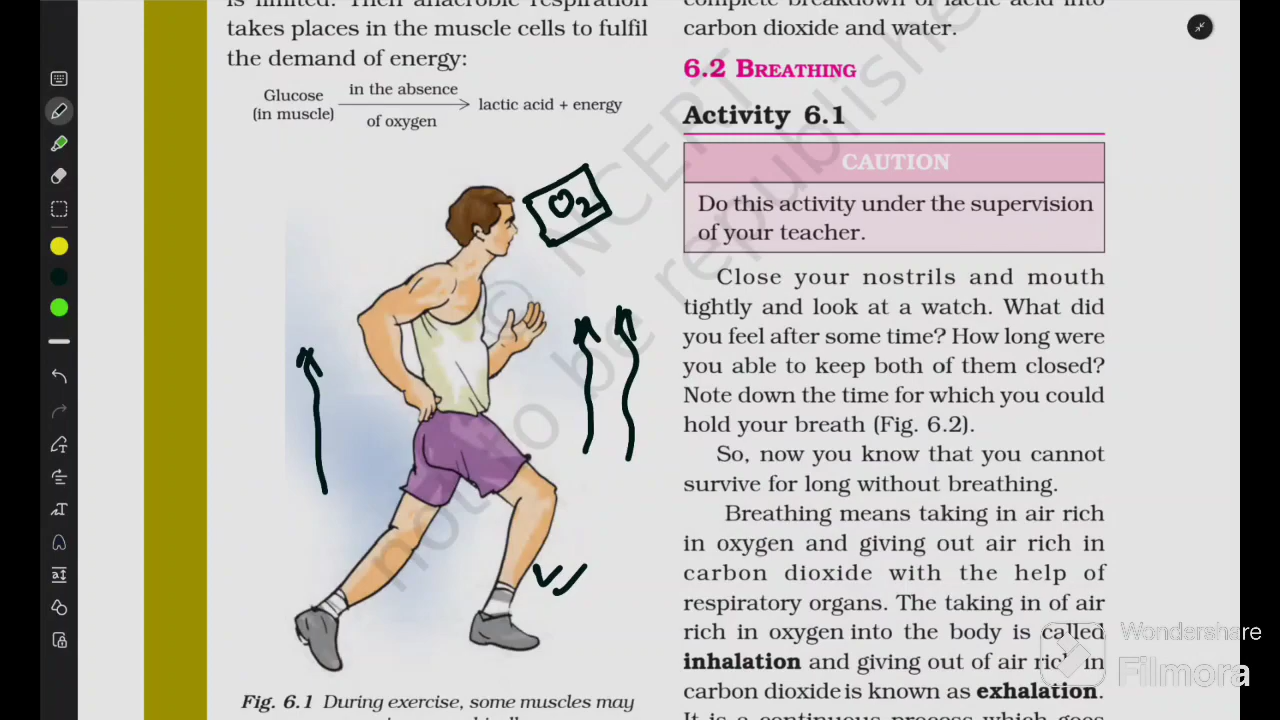 is limited. Then anaerobic respiration
takes places in the muscle cells to fulfil
the demand of energy:
Glucose
(in muscle)
in the absence
of oxygen
lactic acid + energy
O2
Fig. 6.1 During exercise, some muscles may
complete breakdown of lactic acid into
carbon dioxide and water.
6.2 BREATHING
Activity 6.1
CAUTION
Do this activity under the supervision
of your teacher.
Close your nostrils and mouth
tightly and look at a watch. What did
you feel after some time? How long were
you able to keep both of them closed?
Note down the time for which you could
hold your breath (Fig. 6.2).
So, now you know that you cannot
survive for long without breathing.
Breathing means taking in air rich
in oxygen and giving out air rich in
carbon dioxide with the help of
respiratory organs. The taking in of air
rich in oxygen into the body is called
inhalation and giving out of air rich in
carbon dioxide is known as exhalation.
It is a continuous process which goes
© NCERT
not to be republished
Wondershare
Filmora